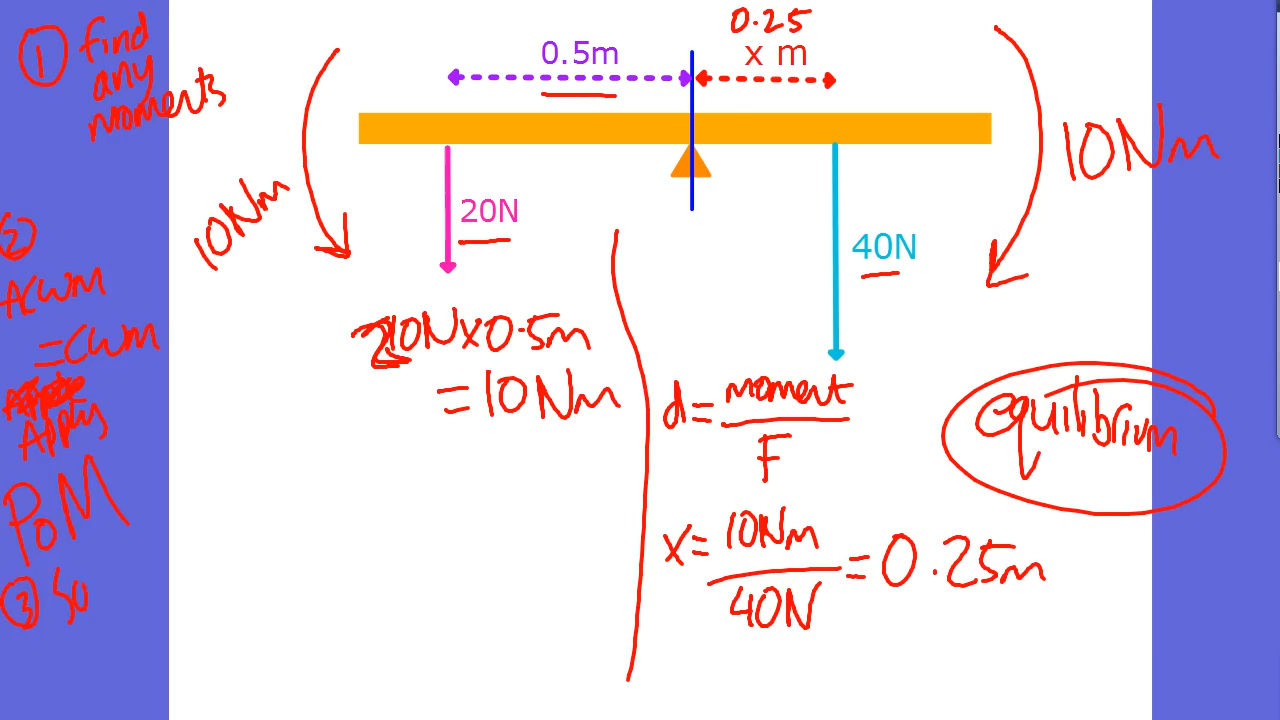 ① find
any
moments
②
ACWM
= CWM
Apply
PoM
③ so
0.5m
0.25
x m
10Nm
20N
40N
10Nm
20N x 0.5m
= 10Nm
d = moment
F
x = 10Nm
40N
= 0.25m
equilibrium